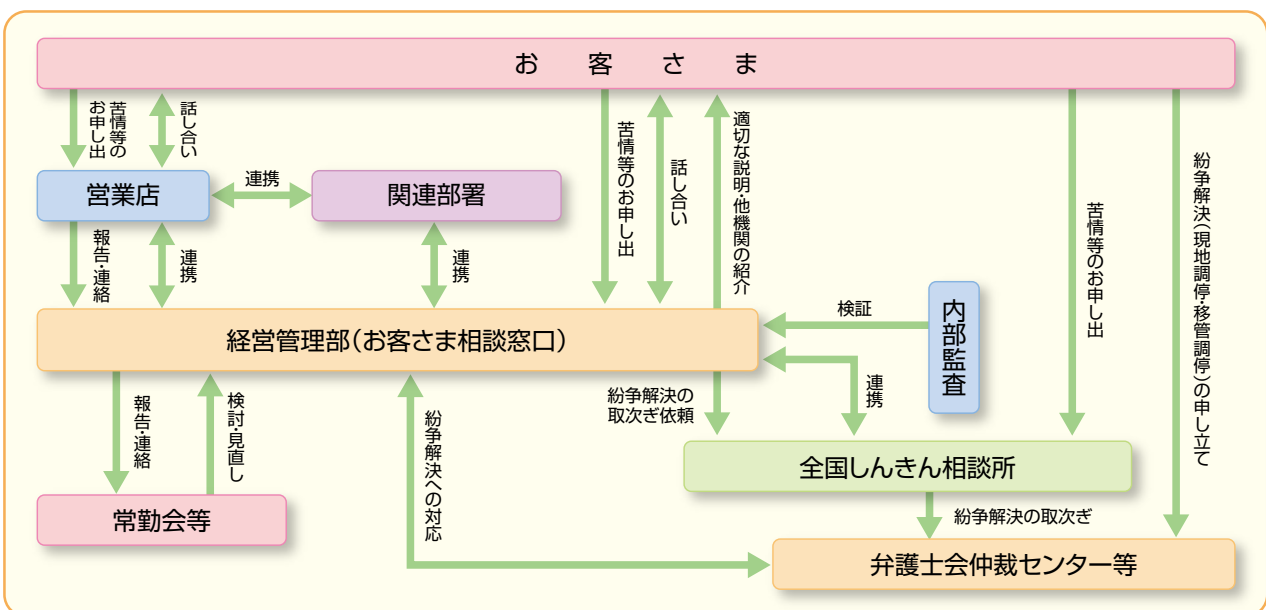 お客さま
苦情等の
お申し出
話し合い
苦情等のお申し出
話し合い
適切な説明・他機関の紹介
苦情等のお申し出
紛争解決(現地調停・移管調停)の申し立て
営業店
連携
関連部署
報告・連絡
連携
連携
経営管理部(お客さま相談窓口)
検証
内部監査
報告・連絡
検討・見直し
紛争解決への対応
紛争解決の
取次ぎ依頼
連携
全国しんきん相談所
常勤会等
紛争解決の取次ぎ
弁護士会仲裁センター等